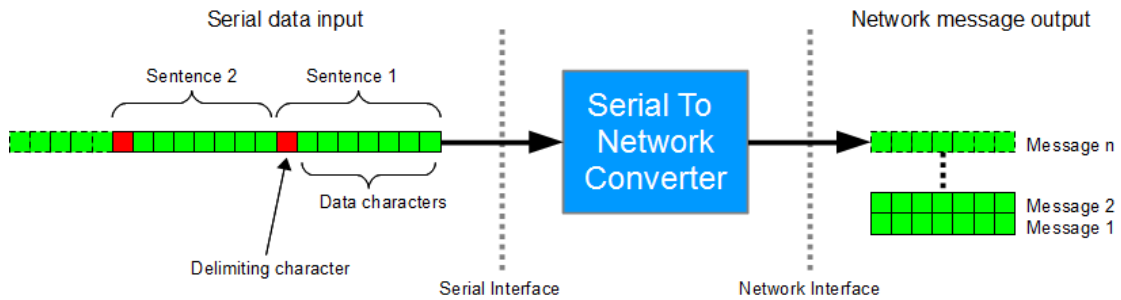 Serial data input
Network message output
Sentence 2
Sentence 1
Serial To
Network
Converter
Message n
Data characters
Message 2
Message 1
Delimiting character
Serial Interface
Network Interface